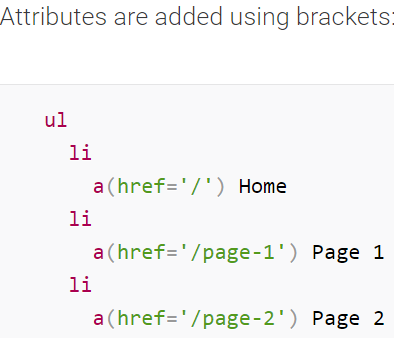 Attributes are added using brackets:
ul
li
a(href='/') Home
li
a(href='/page-1') Page 1
li
a(href='/page-2') Page 2